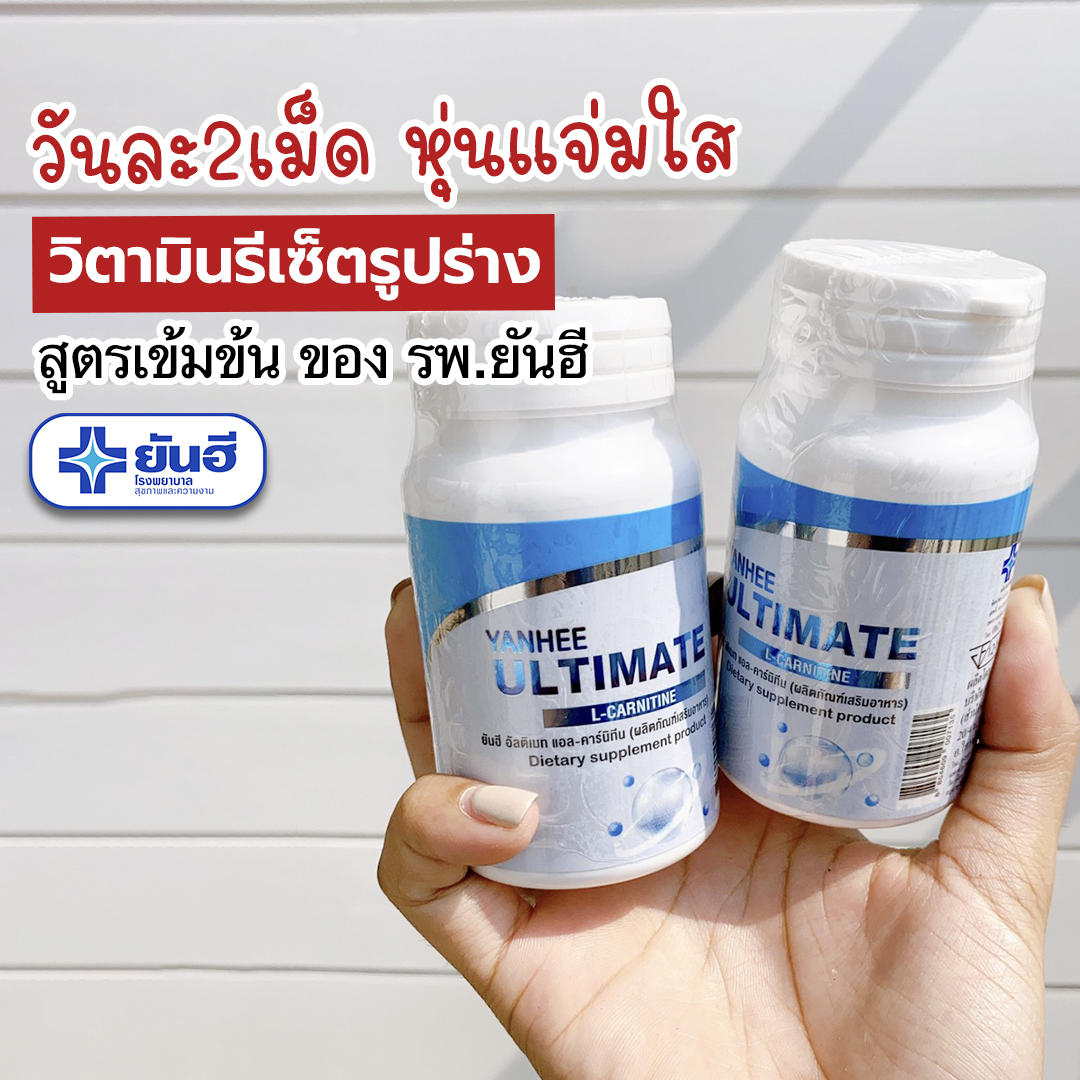 วันละ2เม็ด หุ่นแจ่มใส
วิตามินรีเซ็ตรูปร่าง
สูตรเข้มข้น ของ รพ.ยันฮี
ยันฮี
โรงพยาบาล
สุขภาพและความงาม
YANHEE
ULTIMATE
L-CARNITINE
ยันฮี อัลติเมท แอล-คาร์นิทีน (ผลิตภัณฑ์เสริมอาหาร)
Dietary supplement product
YANHEE
ULTIMATE
L-CARNITINE
แอล-คาร์นิทีน (ผลิตภัณฑ์เสริมอาหาร)
Dietary supplement product